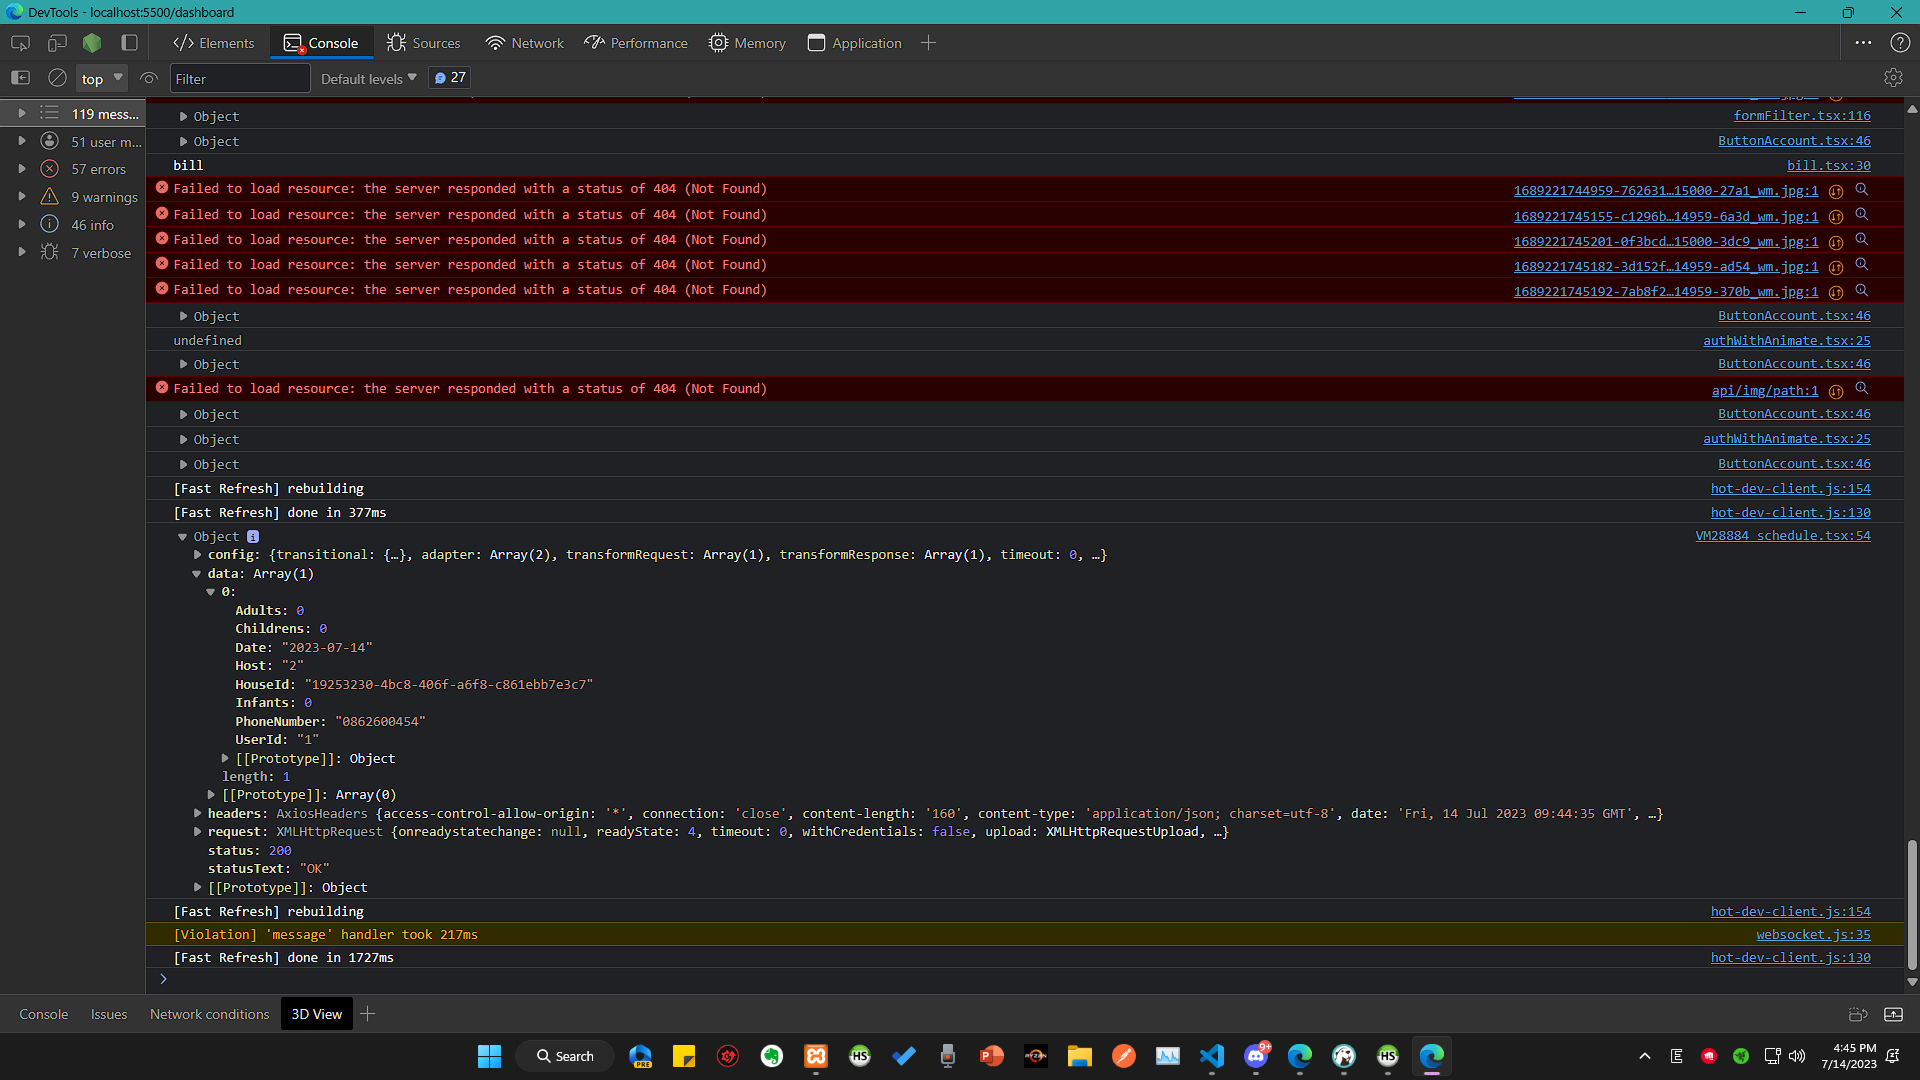 DevTools - localhost:5500/dashboard
Elements Console Sources Network Performance Memory Application
top Filter Default levels 27
119 mess...
51 user m...
57 errors
9 warnings
46 info
7 verbose
Object formFilter.tsx:116
Object ButtonAccount.tsx:46
bill bill.tsx:30
Failed to load resource: the server responded with a status of 404 (Not Found) 1689221744959-762631…15000-27a1_wm.jpg:1
Failed to load resource: the server responded with a status of 404 (Not Found) 1689221745155-c1296b…14959-6a3d_wm.jpg:1
Failed to load resource: the server responded with a status of 404 (Not Found) 1689221745201-0f3bcd…15000-3dc9_wm.jpg:1
Failed to load resource: the server responded with a status of 404 (Not Found) 1689221745182-3d152f…14959-ad54_wm.jpg:1
Failed to load resource: the server responded with a status of 404 (Not Found) 1689221745192-7ab8f2…14959-370b_wm.jpg:1
Object ButtonAccount.tsx:46
undefined authWithAnimate.tsx:25
Object ButtonAccount.tsx:46
Failed to load resource: the server responded with a status of 404 (Not Found) api/img/path:1
Object ButtonAccount.tsx:46
Object authWithAnimate.tsx:25
Object ButtonAccount.tsx:46
[Fast Refresh] rebuilding hot-dev-client.js:154
[Fast Refresh] done in 377ms hot-dev-client.js:130
Object i VM28884 schedule.tsx:54
config: {transitional: {…}, adapter: Array(2), transformRequest: Array(1), transformResponse: Array(1), timeout: 0, …}
data: Array(1)
0:
Adults: 0
Childrens: 0
Date: "2023-07-14"
Host: "2"
HouseId: "19253230-4bc8-406f-a6f8-c861ebb7e3c7"
Infants: 0
PhoneNumber: "0862600454"
UserId: "1"
[[Prototype]]: Object
length: 1
[[Prototype]]: Array(0)
headers: AxiosHeaders {access-control-allow-origin: '*', connection: 'close', content-length: '160', content-type: 'application/json; charset=utf-8', date: 'Fri, 14 Jul 2023 09:44:35 GMT', …}
request: XMLHttpRequest {onreadystatechange: null, readyState: 4, timeout: 0, withCredentials: false, upload: XMLHttpRequestUpload, …}
status: 200
statusText: "OK"
[[Prototype]]: Object
[Fast Refresh] rebuilding hot-dev-client.js:154
[Violation] 'message' handler took 217ms websocket.js:35
[Fast Refresh] done in 1727ms hot-dev-client.js:130
Console Issues Network conditions 3D View
Search PRE HS RYZEN 9+ HS E 4:45 PM
7/14/2023